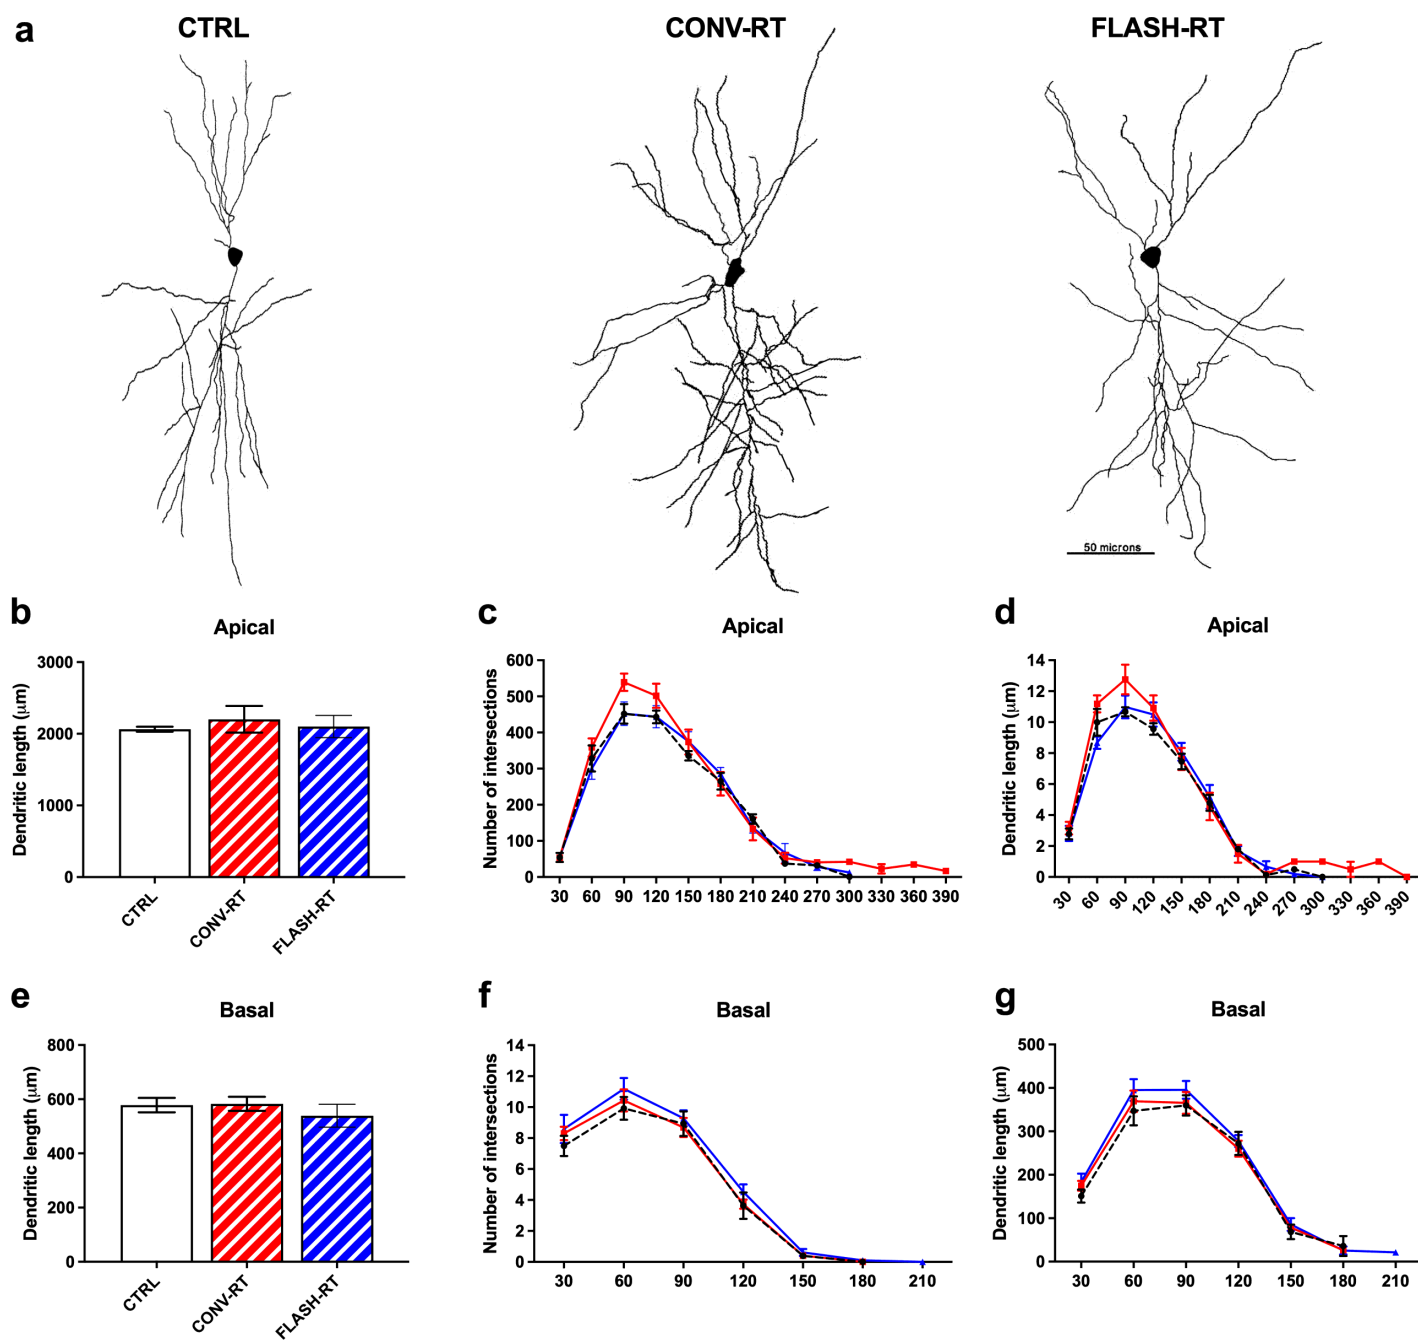 a
CTRL
CONV-RT
FLASH-RT
50 microns
b
Apical
Dendritic length (μm)
3000
2000
1000
0
CTRL
CONV-RT
FLASH-RT
c
Apical
Number of intersections
600
500
400
300
200
100
0
30 60 90 120 150 180 210 240 270 300 330 360 390
d
Apical
Dendritic length (μm)
14
12
10
8
6
4
2
0
30 60 90 120 150 180 210 240 270 300 330 360 390
e
Basal
Dendritic length (μm)
800
600
400
200
0
CTRL
CONV-RT
FLASH-RT
f
Basal
Number of intersections
14
12
10
8
6
4
2
0
30 60 90 120 150 180 210
g
Basal
Dendritic length (μm)
500
400
300
200
100
0
30 60 90 120 150 180 210